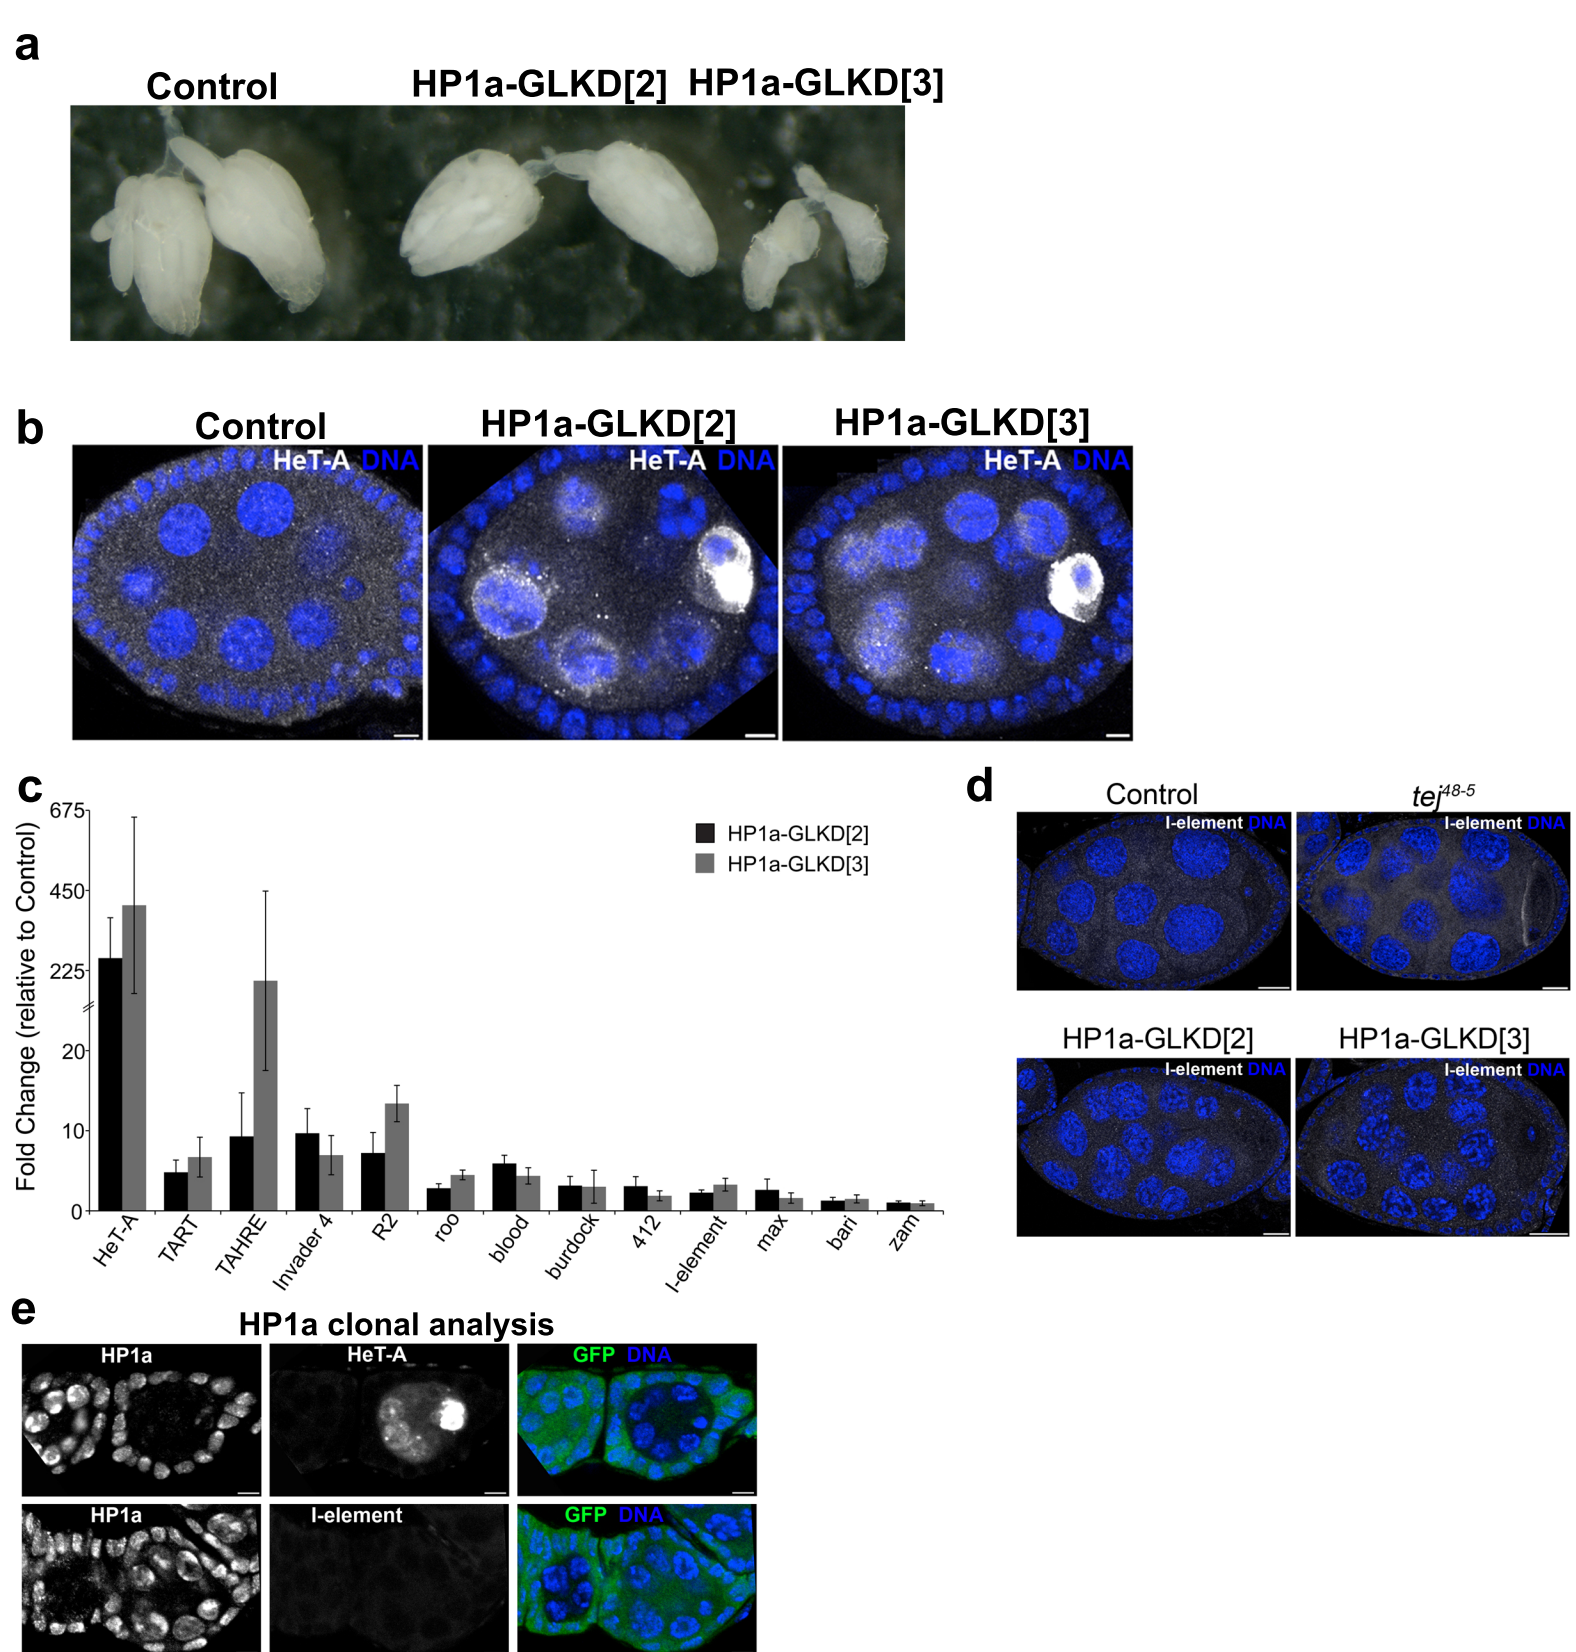 a
Control HP1a-GLKD[2] HP1a-GLKD[3]
b
Control HP1a-GLKD[2] HP1a-GLKD[3]
HeT-A DNA HeT-A DNA HeT-A DNA
c
Fold Change (relative to Control)
675
450
225
20
10
0
HP1a-GLKD[2]
HP1a-GLKD[3]
HeT-A TART TAHRE Invader 4 R2 roo blood burdock 412 I-element max bari zam
d
Control tej48-5
I-element DNA I-element DNA
HP1a-GLKD[2] HP1a-GLKD[3]
I-element DNA I-element DNA
e
HP1a clonal analysis
HP1a HeT-A GFP DNA
HP1a I-element GFP DNA